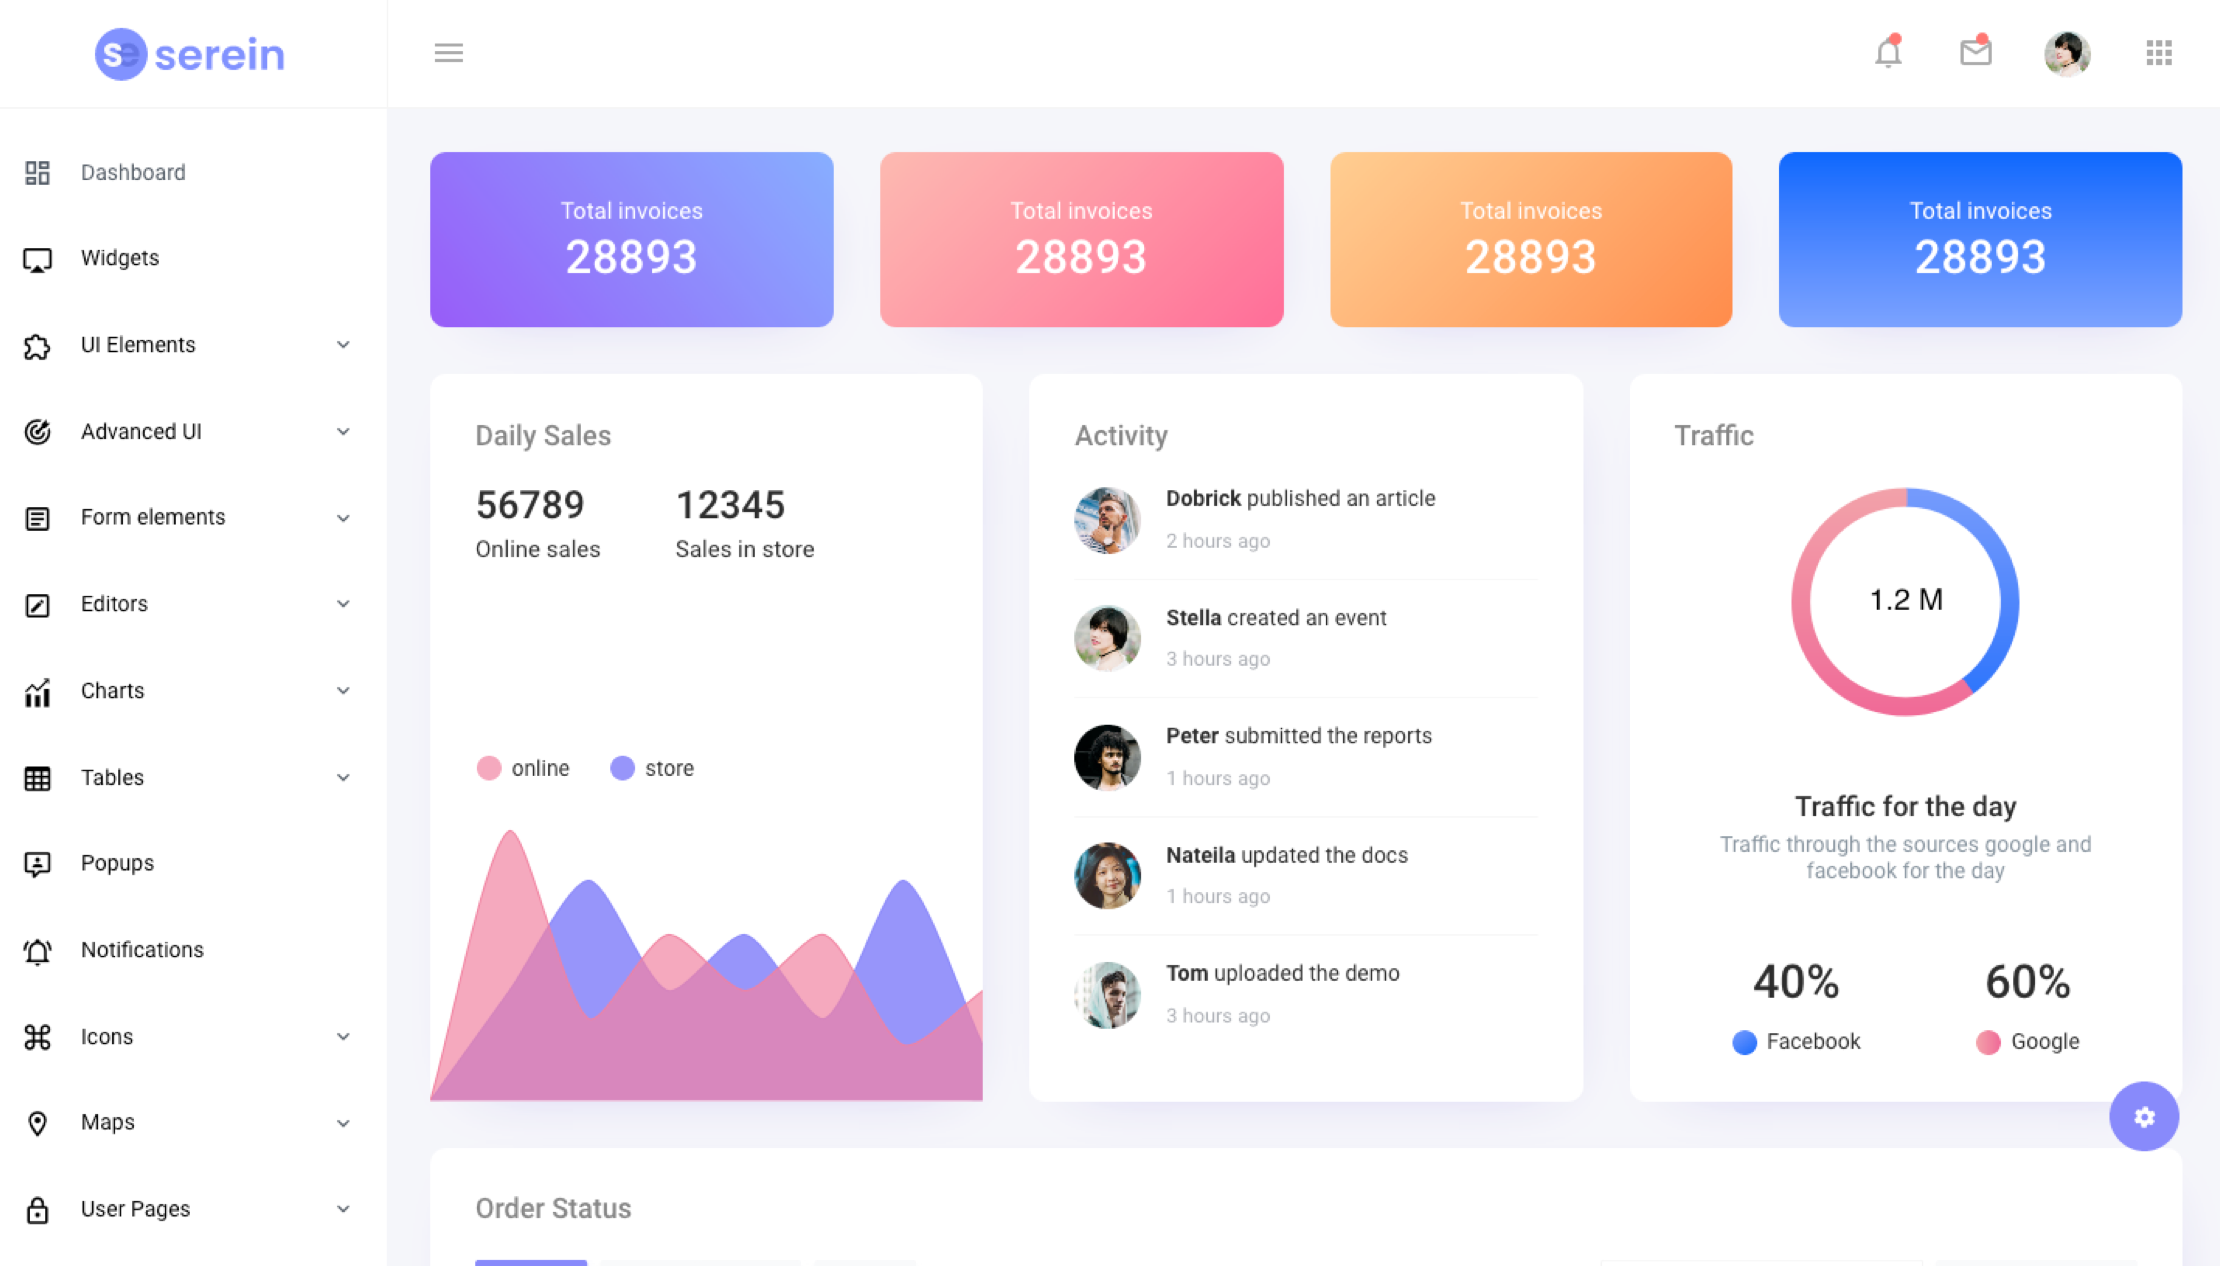 se serein
Dashboard
Widgets
UI Elements
Advanced UI
Form elements
Editors
Charts
Tables
Popups
Notifications
Icons
Maps
User Pages
Total invoices
28893
Total invoices
28893
Total invoices
28893
Total invoices
28893
Daily Sales
56789
Online sales
12345
Sales in store
online
store
Activity
Dobrick published an article
2 hours ago
Stella created an event
3 hours ago
Peter submitted the reports
1 hours ago
Nateila updated the docs
1 hours ago
Tom uploaded the demo
3 hours ago
Traffic
1.2 M
Traffic for the day
Traffic through the sources google and
facebook for the day
40%
Facebook
60%
Google
Order Status